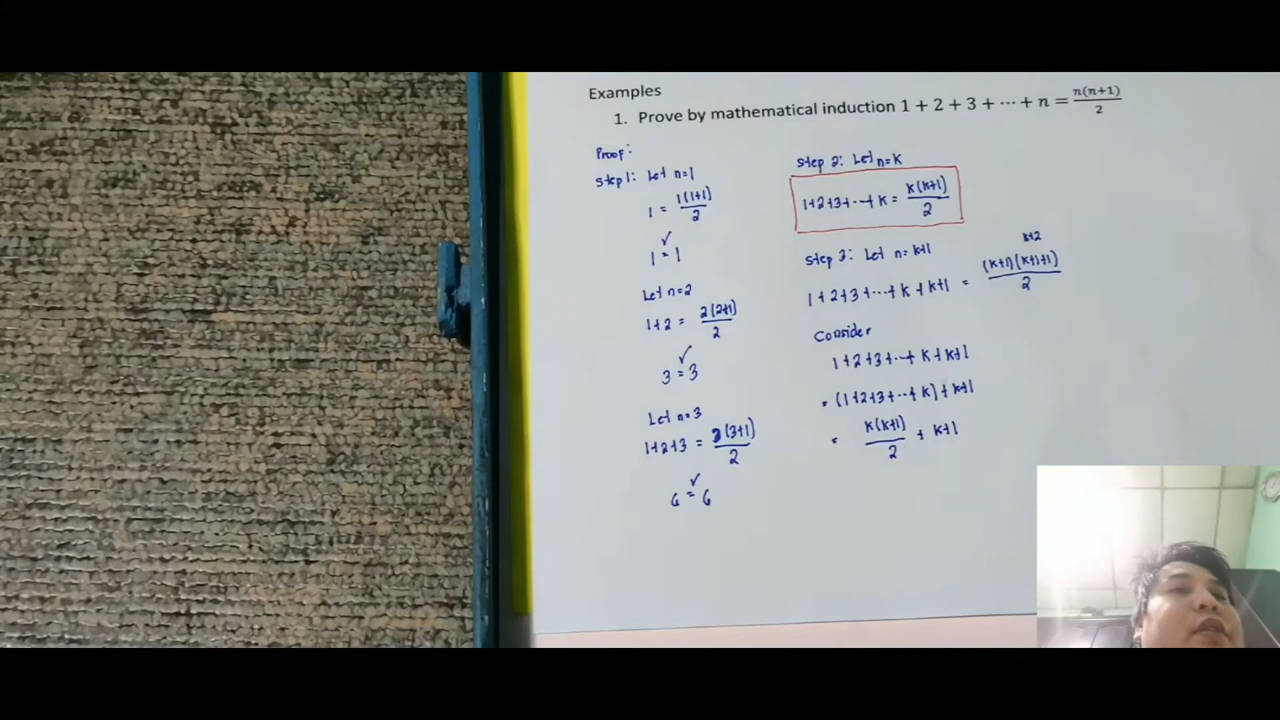 Examples
1. Prove by mathematical induction 1 + 2 + 3 + ⋯ + n = n(n+1)/2
Proof:
Step 1: Let n=1
1 = 1(1+1)/2
✓
1 = 1
Let n=2
1+2 = 2(2+1)/2
✓
3 = 3
Let n=3
1+2+3 = 3(3+1)/2
✓
6 = 6
Step 2: Let n=k
1+2+3+...+k = k(k+1)/2
Step 3: Let n=k+1
k+2
1+2+3+...+k+k+1 = (k+1)(k+1+1)/2
Consider
1+2+3+...+k+k+1
= (1+2+3+...+k)+k+1
= k(k+1)/2 + k+1